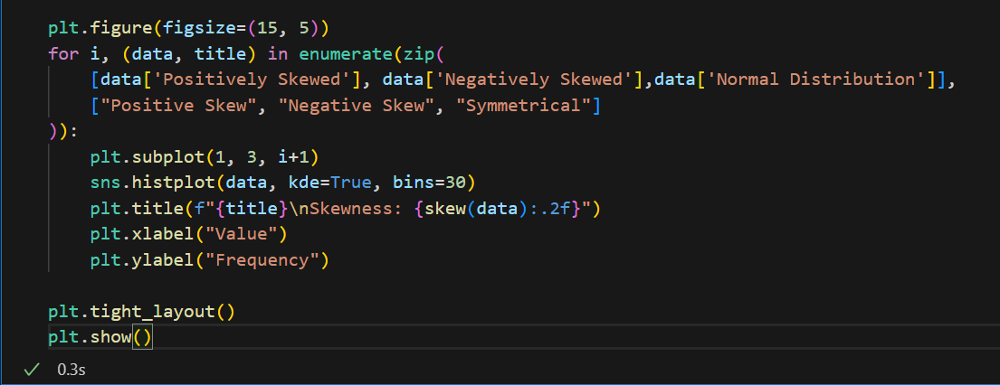 plt.figure(figsize=(15, 5))
for i, (data, title) in enumerate(zip(
    [data['Positively Skewed'], data['Negatively Skewed'],data['Normal Distribution']],
    ["Positive Skew", "Negative Skew", "Symmetrical"]
)):
    plt.subplot(1, 3, i+1)
    sns.histplot(data, kde=True, bins=30)
    plt.title(f"{title}\nSkewness: {skew(data):.2f}")
    plt.xlabel("Value")
    plt.ylabel("Frequency")
plt.tight_layout()
plt.show()
0.3s